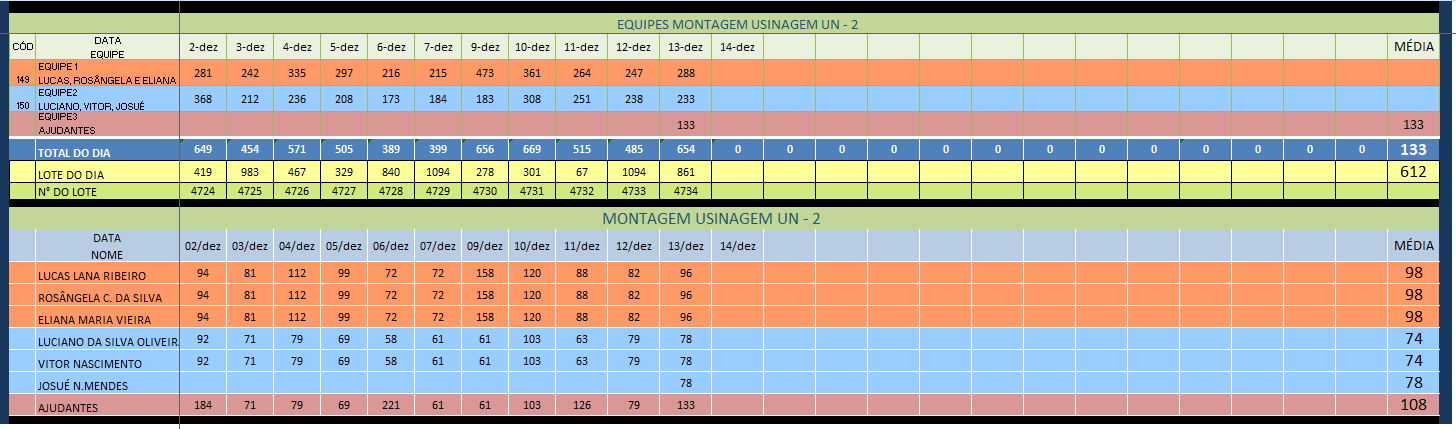 EQUIPES MONTAGEM USINAGEM UN - 2
CÓD DATA 2-dez 3-dez 4-dez 5-dez 6-dez 7-dez 9-dez 10-dez 11-dez 12-dez 13-dez 14-dez MÉDIA
EQUIPE
EQUIPE 1
149 LUCAS, ROSÂNGELA E ELIANA 281 242 335 297 216 215 473 361 264 247 288
EQUIPE2
150 LUCIANO, VITOR, JOSUÉ 368 212 236 208 173 184 183 308 251 238 233
EQUIPE3
AJUDANTES 133 133
TOTAL DO DIA 649 454 571 505 389 399 656 669 515 485 654 0 0 0 0 0 0 0 0 0 0 0 0 0 133
LOTE DO DIA 419 983 467 329 840 1094 278 301 67 1094 861 612
Nº DO LOTE 4724 4725 4726 4727 4728 4729 4730 4731 4732 4733 4734
MONTAGEM USINAGEM UN - 2
DATA 02/dez 03/dez 04/dez 05/dez 06/dez 07/dez 09/dez 10/dez 11/dez 12/dez 13/dez 14/dez MÉDIA
NOME
LUCAS LANA RIBEIRO 94 81 112 99 72 72 158 120 88 82 96 98
ROSÂNGELA C. DA SILVA 94 81 112 99 72 72 158 120 88 82 96 98
ELIANA MARIA VIEIRA 94 81 112 99 72 72 158 120 88 82 96 98
LUCIANO DA SILVA OLIVEIR 92 71 79 69 58 61 61 103 63 79 78 74
VITOR NASCIMENTO 92 71 79 69 58 61 61 103 63 79 78 74
JOSUÉ N.MENDES 78 78
AJUDANTES 184 71 79 69 221 61 61 103 126 79 133 108